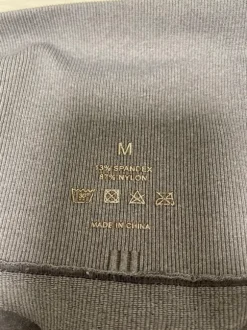 M
13% SPANDEX
87% NYLON
MADE IN CHINA